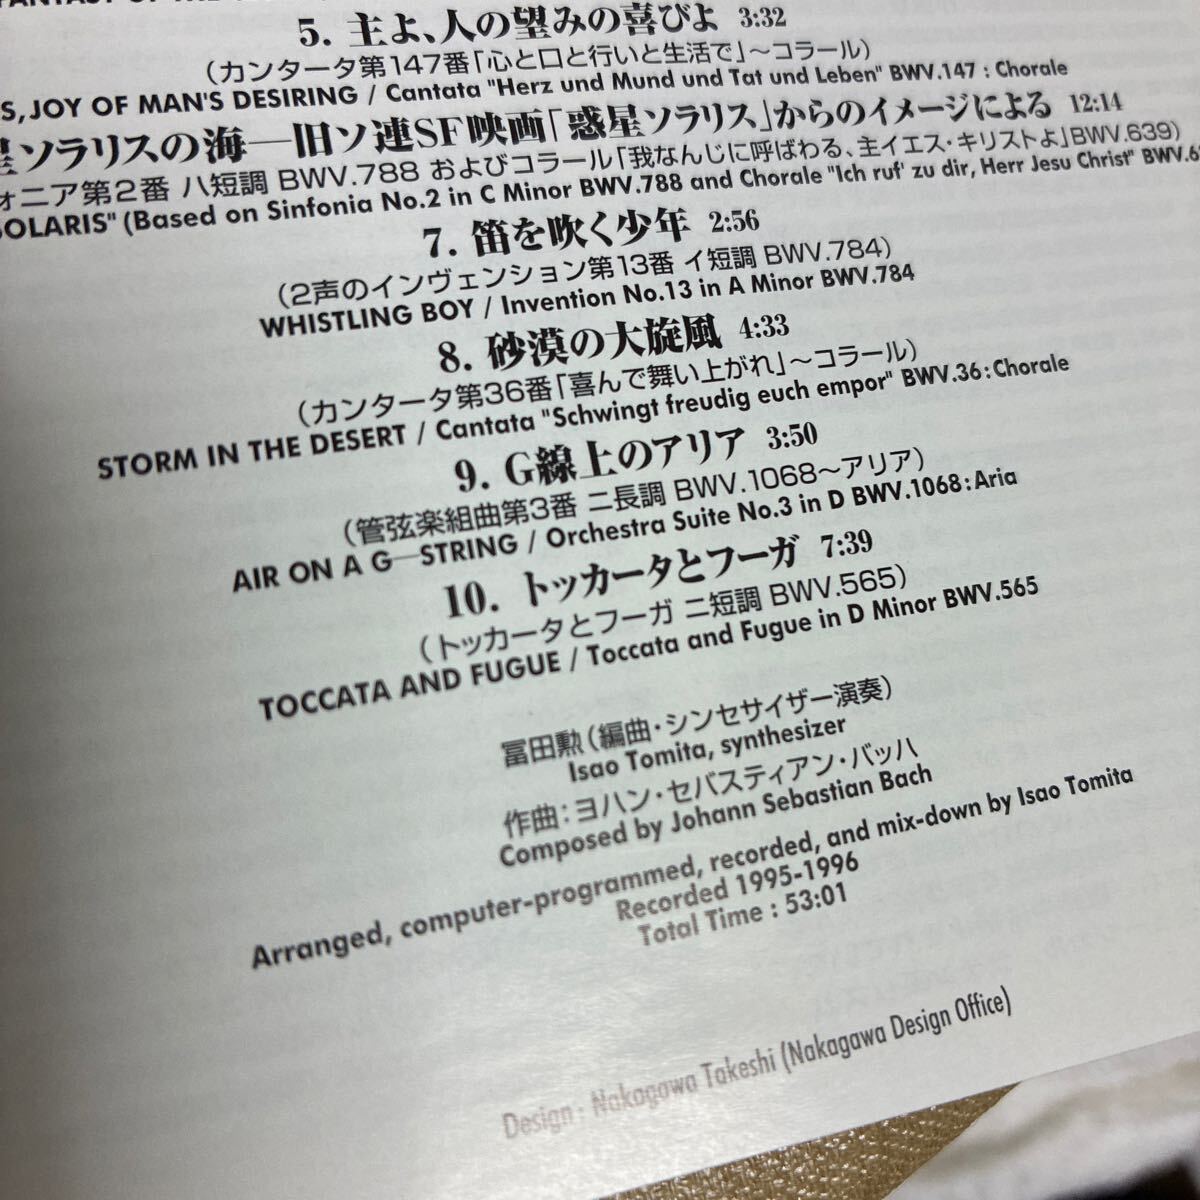 FANTASY OF THE
5. 主よ、人の望みの喜びよ 3:32
(カンタータ第147番「心と口と行いと生活で」～コラール)
S, JOY OF MAN'S DESIRING / Cantata "Herz und Mund und Tat und Leben" BWV.147 : Chorale
星ソラリスの海―旧ソ連SF映画「惑星ソラリス」からのイメージによる 12:14
ォニア第2番 ハ短調 BWV.788 およびコラール「我なんじに呼ばわる、主イエス・キリストよ」BWV.639)
SOLARIS" (Based on Sinfonia No.2 in C Minor BWV.788 and Chorale "Ich ruf' zu dir, Herr Jesu Christ" BWV.6
7. 笛を吹く少年 2:56
(2声のインヴェンション第13番 イ短調 BWV.784)
WHISTLING BOY / Invention No.13 in A Minor BWV.784
8. 砂漠の大旋風 4:33
(カンタータ第36番「喜んで舞い上がれ」～コラール)
STORM IN THE DESERT / Cantata "Schwingt freudig euch empor" BWV.36 : Chorale
9. G線上のアリア 3:50
(管弦楽組曲第3番 ニ長調 BWV.1068～アリア)
AIR ON A G―STRING / Orchestra Suite No.3 in D BWV.1068 : Aria
10. トッカータとフーガ 7:39
(トッカータとフーガ ニ短調 BWV.565)
TOCCATA AND FUGUE / Toccata and Fugue in D Minor BWV.565
冨田勲(編曲・シンセサイザー演奏)
Isao Tomita, synthesizer
作曲：ヨハン・セバスティアン・バッハ
Composed by Johann Sebastian Bach
Arranged, computer-programmed, recorded, and mix-down by Isao Tomita
Recorded 1995-1996
Total Time : 53:01
Design : Nakagawa Takeshi (Nakagawa Design Office)